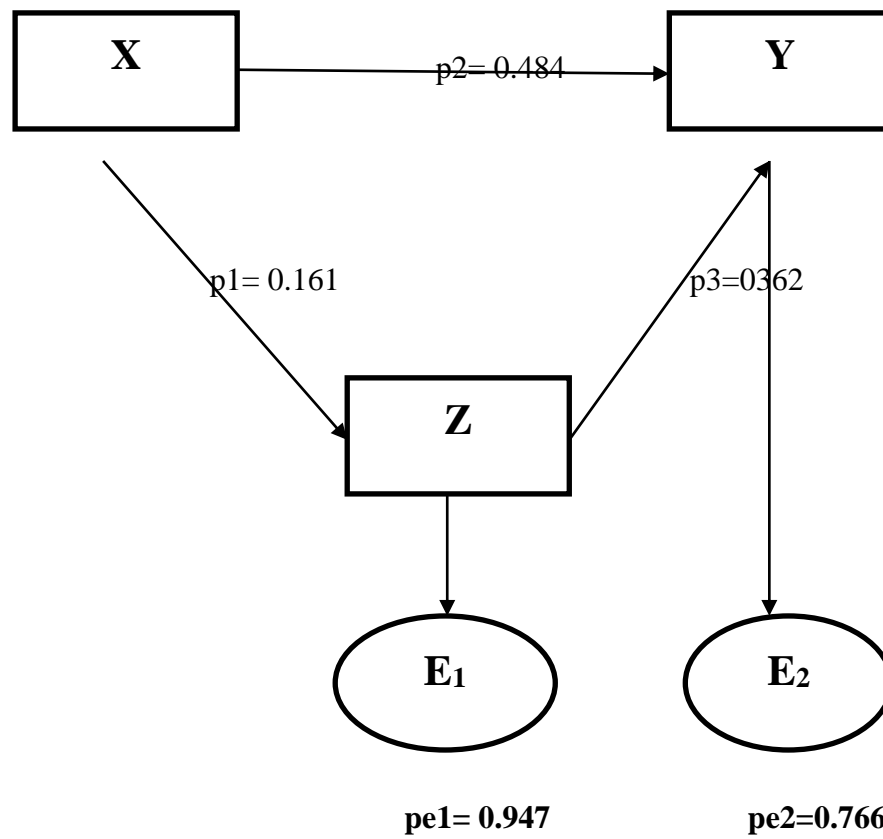 X
Y
p2= 0.484
p1= 0.161
p3=0362
Z
E₁
E₂
pe1= 0.947
pe2=0.766